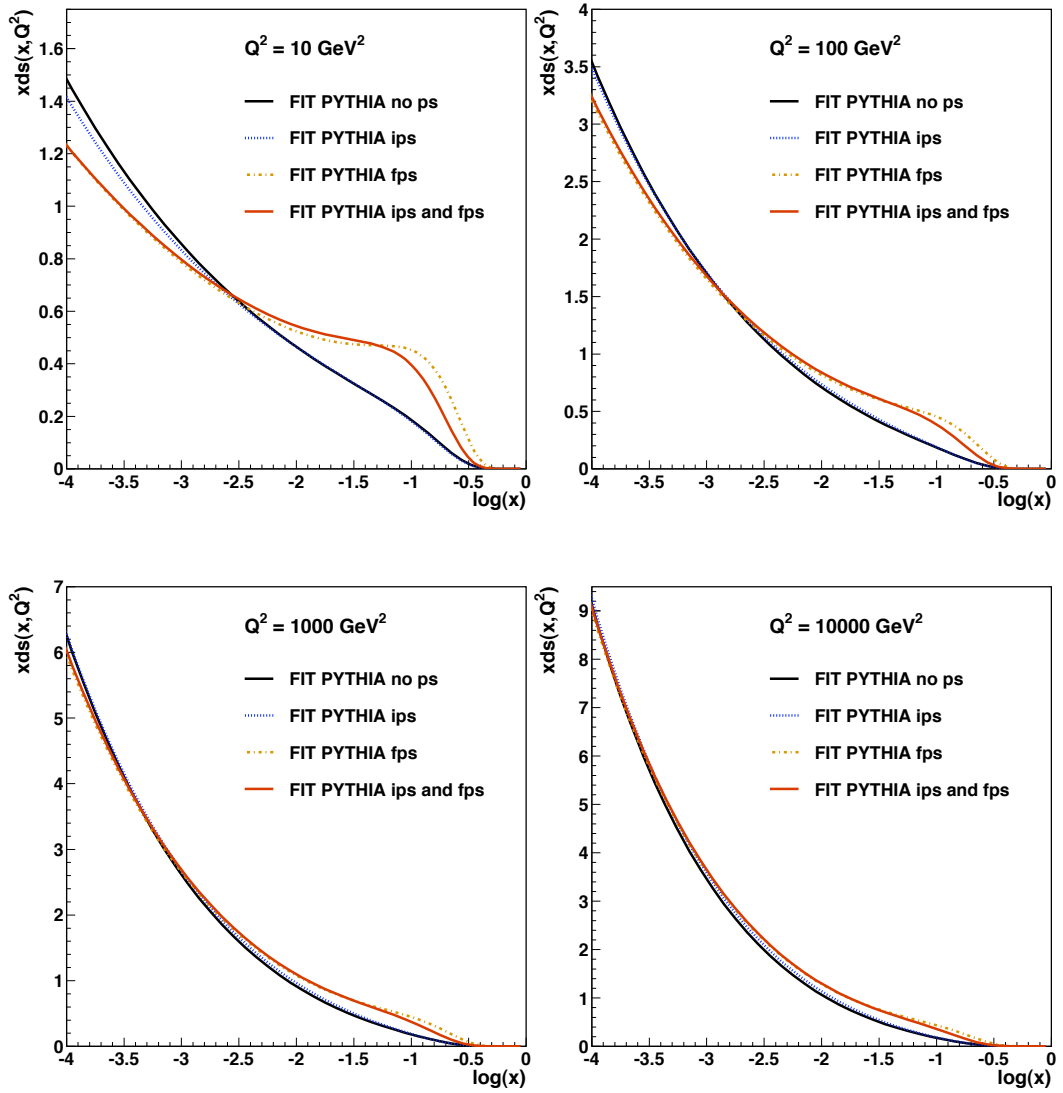 xds(x,Q²)
Q² = 10 GeV²
FIT PYTHIA no ps
FIT PYTHIA ips
FIT PYTHIA fps
FIT PYTHIA ips and fps
1.6
1.4
1.2
1
0.8
0.6
0.4
0.2
0
-4 -3.5 -3 -2.5 -2 -1.5 -1 -0.5 0
log(x)
xds(x,Q²)
Q² = 100 GeV²
FIT PYTHIA no ps
FIT PYTHIA ips
FIT PYTHIA fps
FIT PYTHIA ips and fps
4
3.5
3
2.5
2
1.5
1
0.5
0
-4 -3.5 -3 -2.5 -2 -1.5 -1 -0.5 0
log(x)
xds(x,Q²)
Q² = 1000 GeV²
FIT PYTHIA no ps
FIT PYTHIA ips
FIT PYTHIA fps
FIT PYTHIA ips and fps
7
6
5
4
3
2
1
0
-4 -3.5 -3 -2.5 -2 -1.5 -1 -0.5 0
log(x)
xds(x,Q²)
Q² = 10000 GeV²
FIT PYTHIA no ps
FIT PYTHIA ips
FIT PYTHIA fps
FIT PYTHIA ips and fps
9
8
7
6
5
4
3
2
1
0
-4 -3.5 -3 -2.5 -2 -1.5 -1 -0.5 0
log(x)